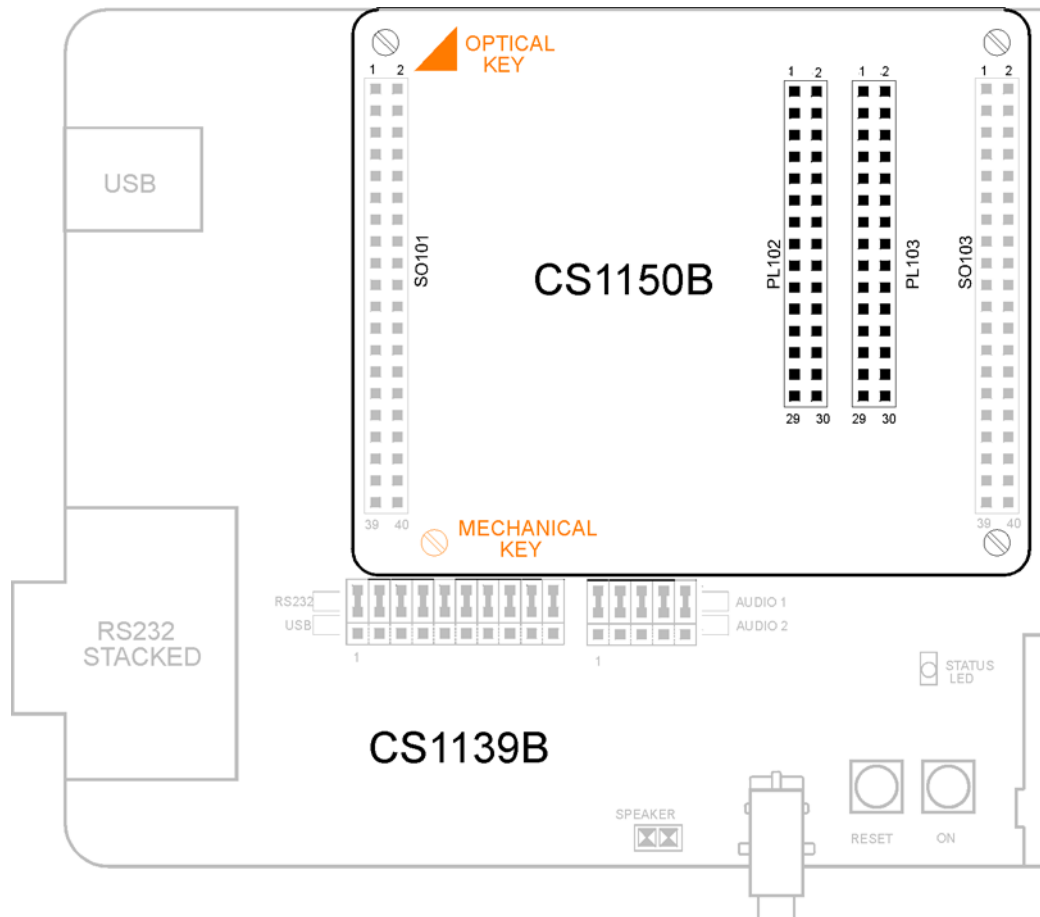 OPTICAL
KEY
1 2
1 2
1 2
1 2
USB
SO101
CS1150B
PL102
PL103
SO103
29 30
29 30
39 40
39 40
MECHANICAL
KEY
RS232
USB
1
AUDIO 1
AUDIO 2
1
RS232
STACKED
STATUS
LED
CS1139B
SPEAKER
RESET
ON